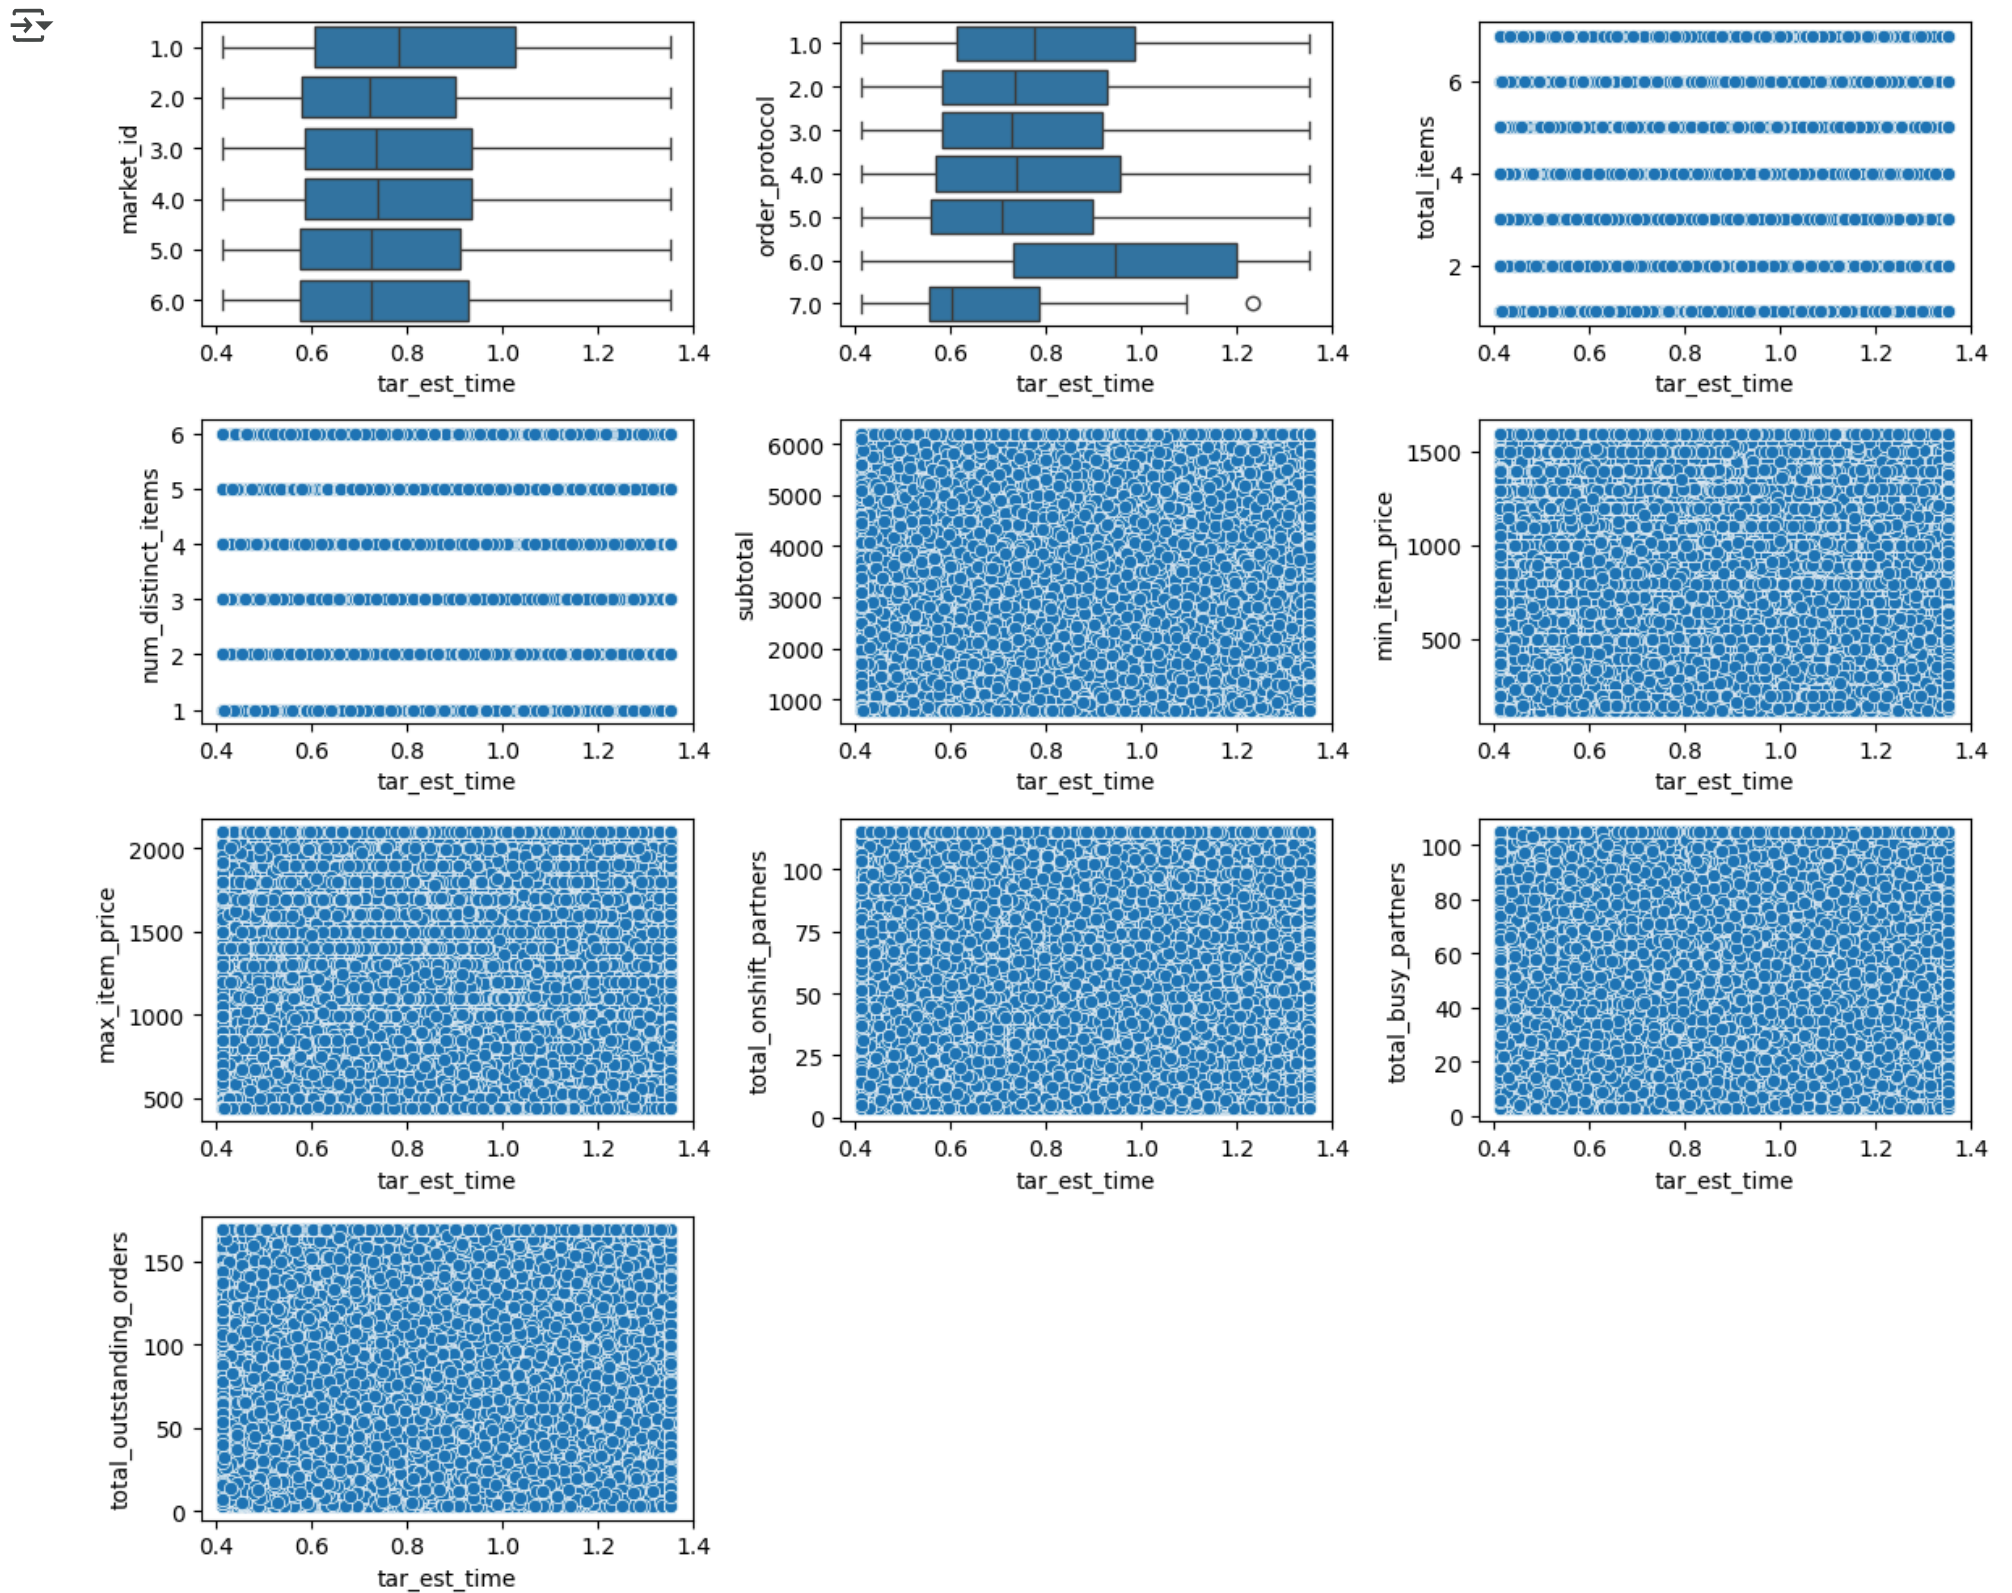 market_id
1.0
2.0
3.0
4.0
5.0
6.0
0.4 0.6 0.8 1.0 1.2 1.4
tar_est_time
order_protocol
1.0
2.0
3.0
4.0
5.0
6.0
7.0
0.4 0.6 0.8 1.0 1.2 1.4
tar_est_time
total_items
6
4
2
0.4 0.6 0.8 1.0 1.2 1.4
tar_est_time
num_distinct_items
6
5
4
3
2
1
0.4 0.6 0.8 1.0 1.2 1.4
tar_est_time
subtotal
6000
5000
4000
3000
2000
1000
0.4 0.6 0.8 1.0 1.2 1.4
tar_est_time
min_item_price
1500
1000
500
0.4 0.6 0.8 1.0 1.2 1.4
tar_est_time
max_item_price
2000
1500
1000
500
0.4 0.6 0.8 1.0 1.2 1.4
tar_est_time
total_onshift_partners
100
75
50
25
0
0.4 0.6 0.8 1.0 1.2 1.4
tar_est_time
total_busy_partners
100
80
60
40
20
0
0.4 0.6 0.8 1.0 1.2 1.4
tar_est_time
total_outstanding_orders
150
100
50
0
0.4 0.6 0.8 1.0 1.2 1.4
tar_est_time